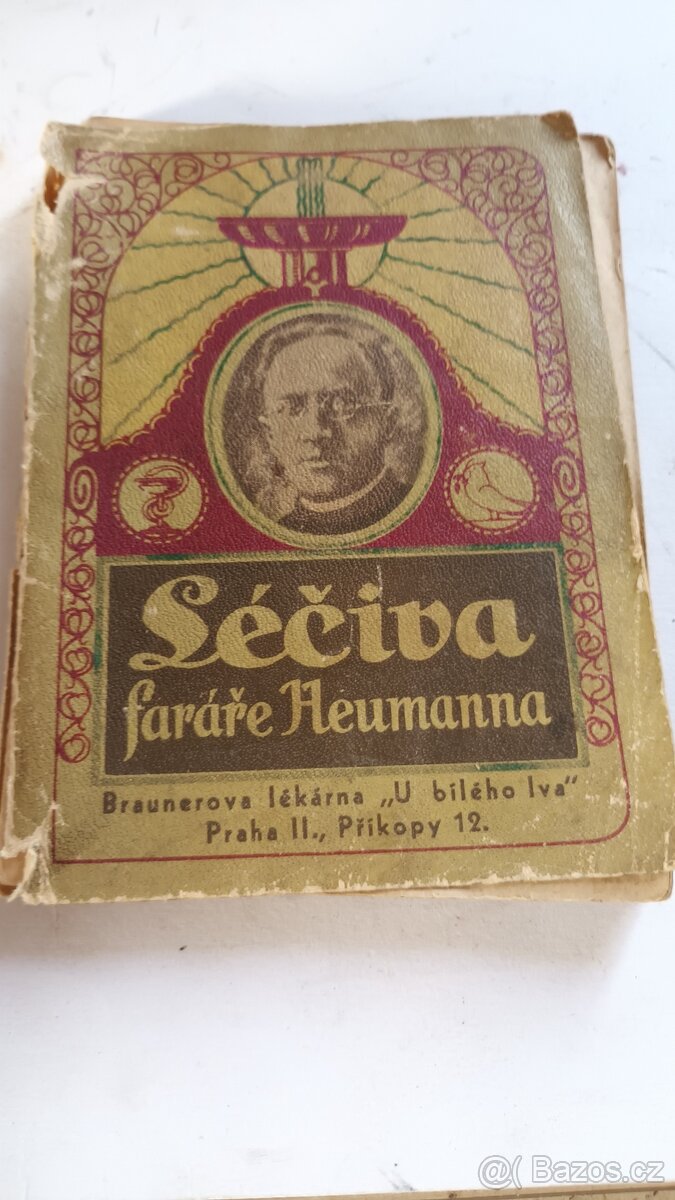 Léčiva
faráře Heumanna
Braunerova lékárna „U bílého lva"
Praha II., Příkopy 12.
@( Bazos.cz